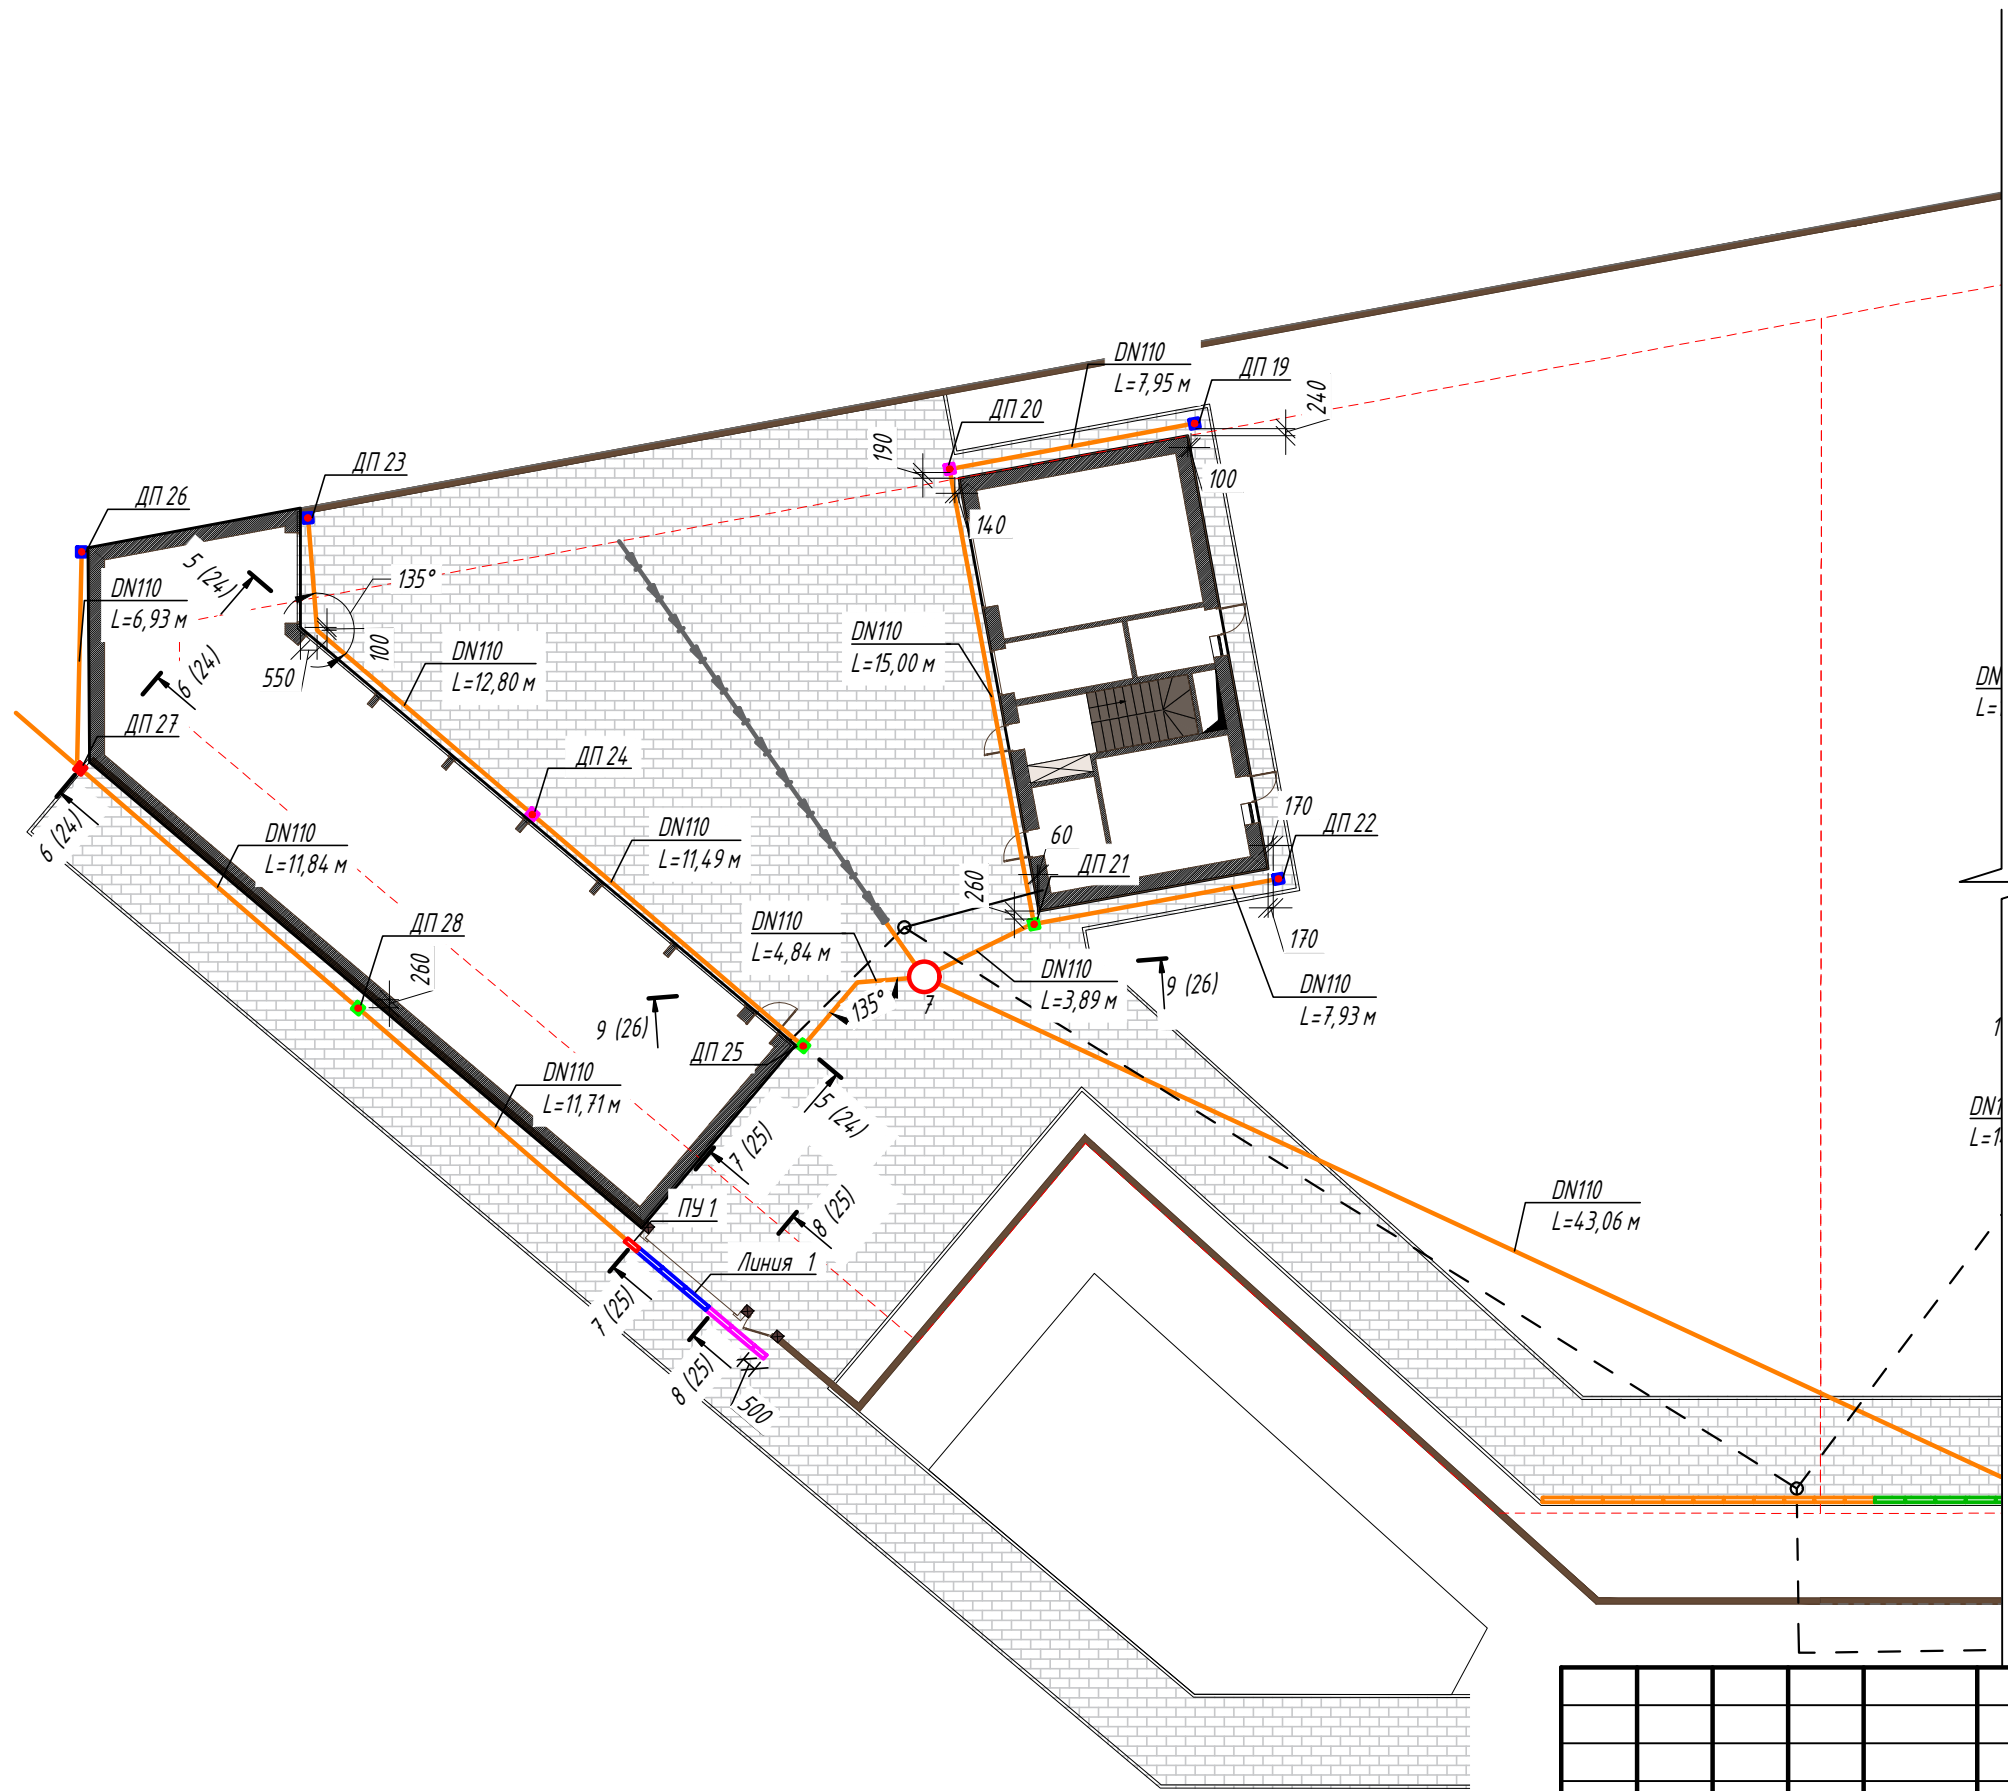 DN110
L=7,95 м
ДП 19
240
ДП 20
190
100
140
ДП 23
ДП 26
5 (24)
135°
DN110
L=6,93 м
100
550
6 (24)
DN110
L=12,80 м
DN110
L=15,00 м
DN
L=
ДП 27
ДП 24
6 (24)
DN110
L=11,84 м
DN110
L=11,49 м
170
ДП 22
60
ДП 21
260
ДП 28
260
DN110
L=4,84 м
170
DN110
L=3,89 м
9 (26)
DN110
L=7,93 м
7
135°
9 (26)
ДП 25
DN110
L=11,71 м
5 (24)
7 (25)
DN1
L=1
ПУ 1
8 (25)
DN110
L=43,06 м
Линия 1
7 (25)
8 (25)
500